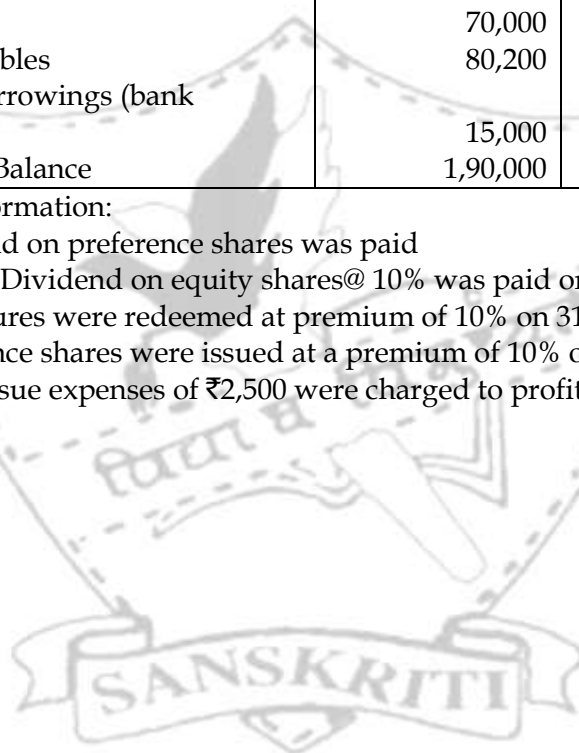 70,000
bles 80,200
rrowings (bank
15,000
Balance 1,90,000
ormation:
d on preference shares was paid
Dividend on equity shares@ 10% was paid or
ures were redeemed at premium of 10% on 31
nce shares were issued at a premium of 10% o
sue expenses of ₹2,500 were charged to profit
SANSKRITI